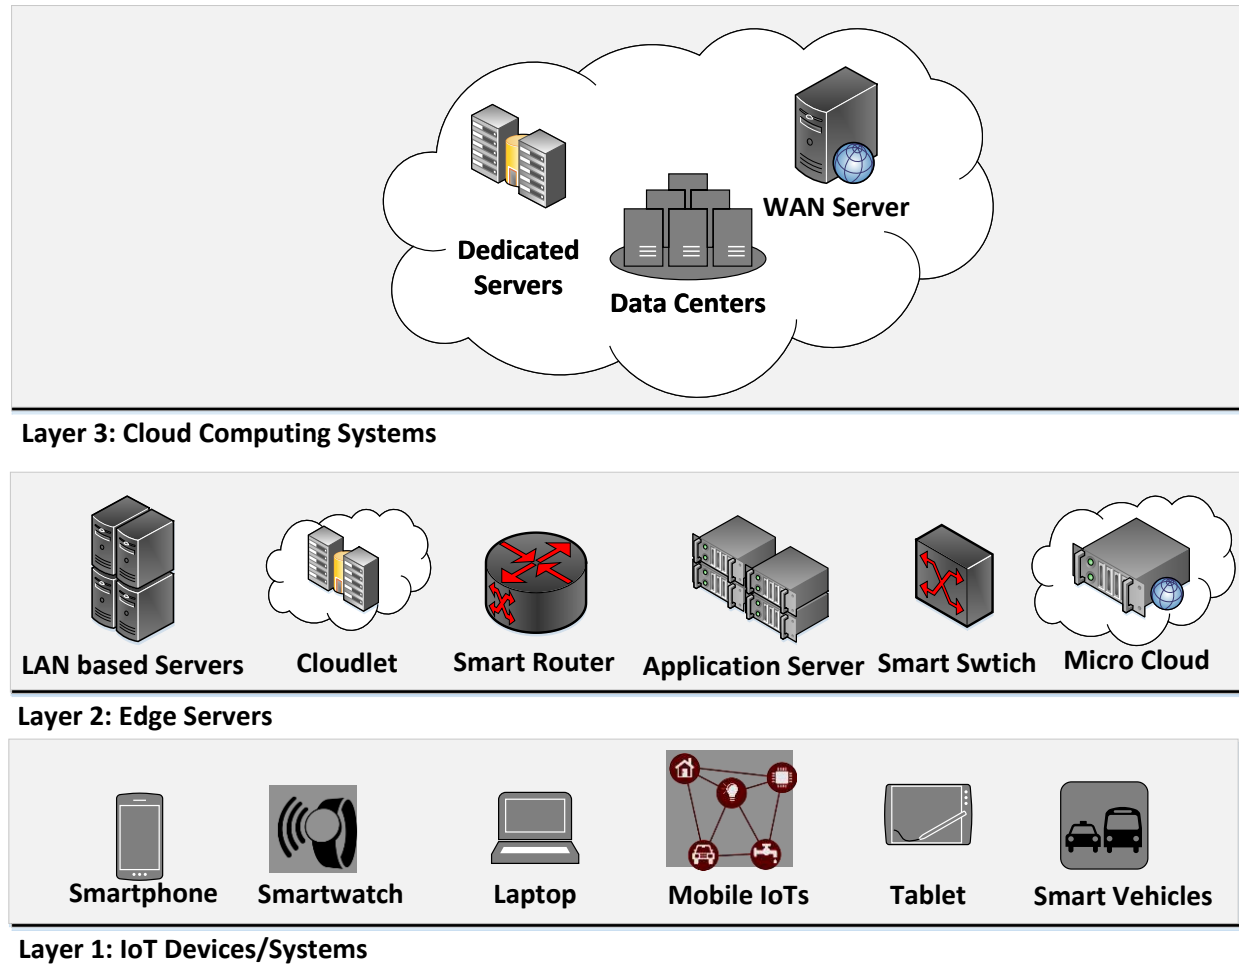 WAN Server
Dedicated
Servers
Data Centers
Layer 3: Cloud Computing Systems
LAN based Servers
Cloudlet
Smart Router
Application Server
Smart Swtich
Micro Cloud
Layer 2: Edge Servers
Smartphone
Smartwatch
Laptop
Mobile IoTs
Tablet
Smart Vehicles
Layer 1: IoT Devices/Systems